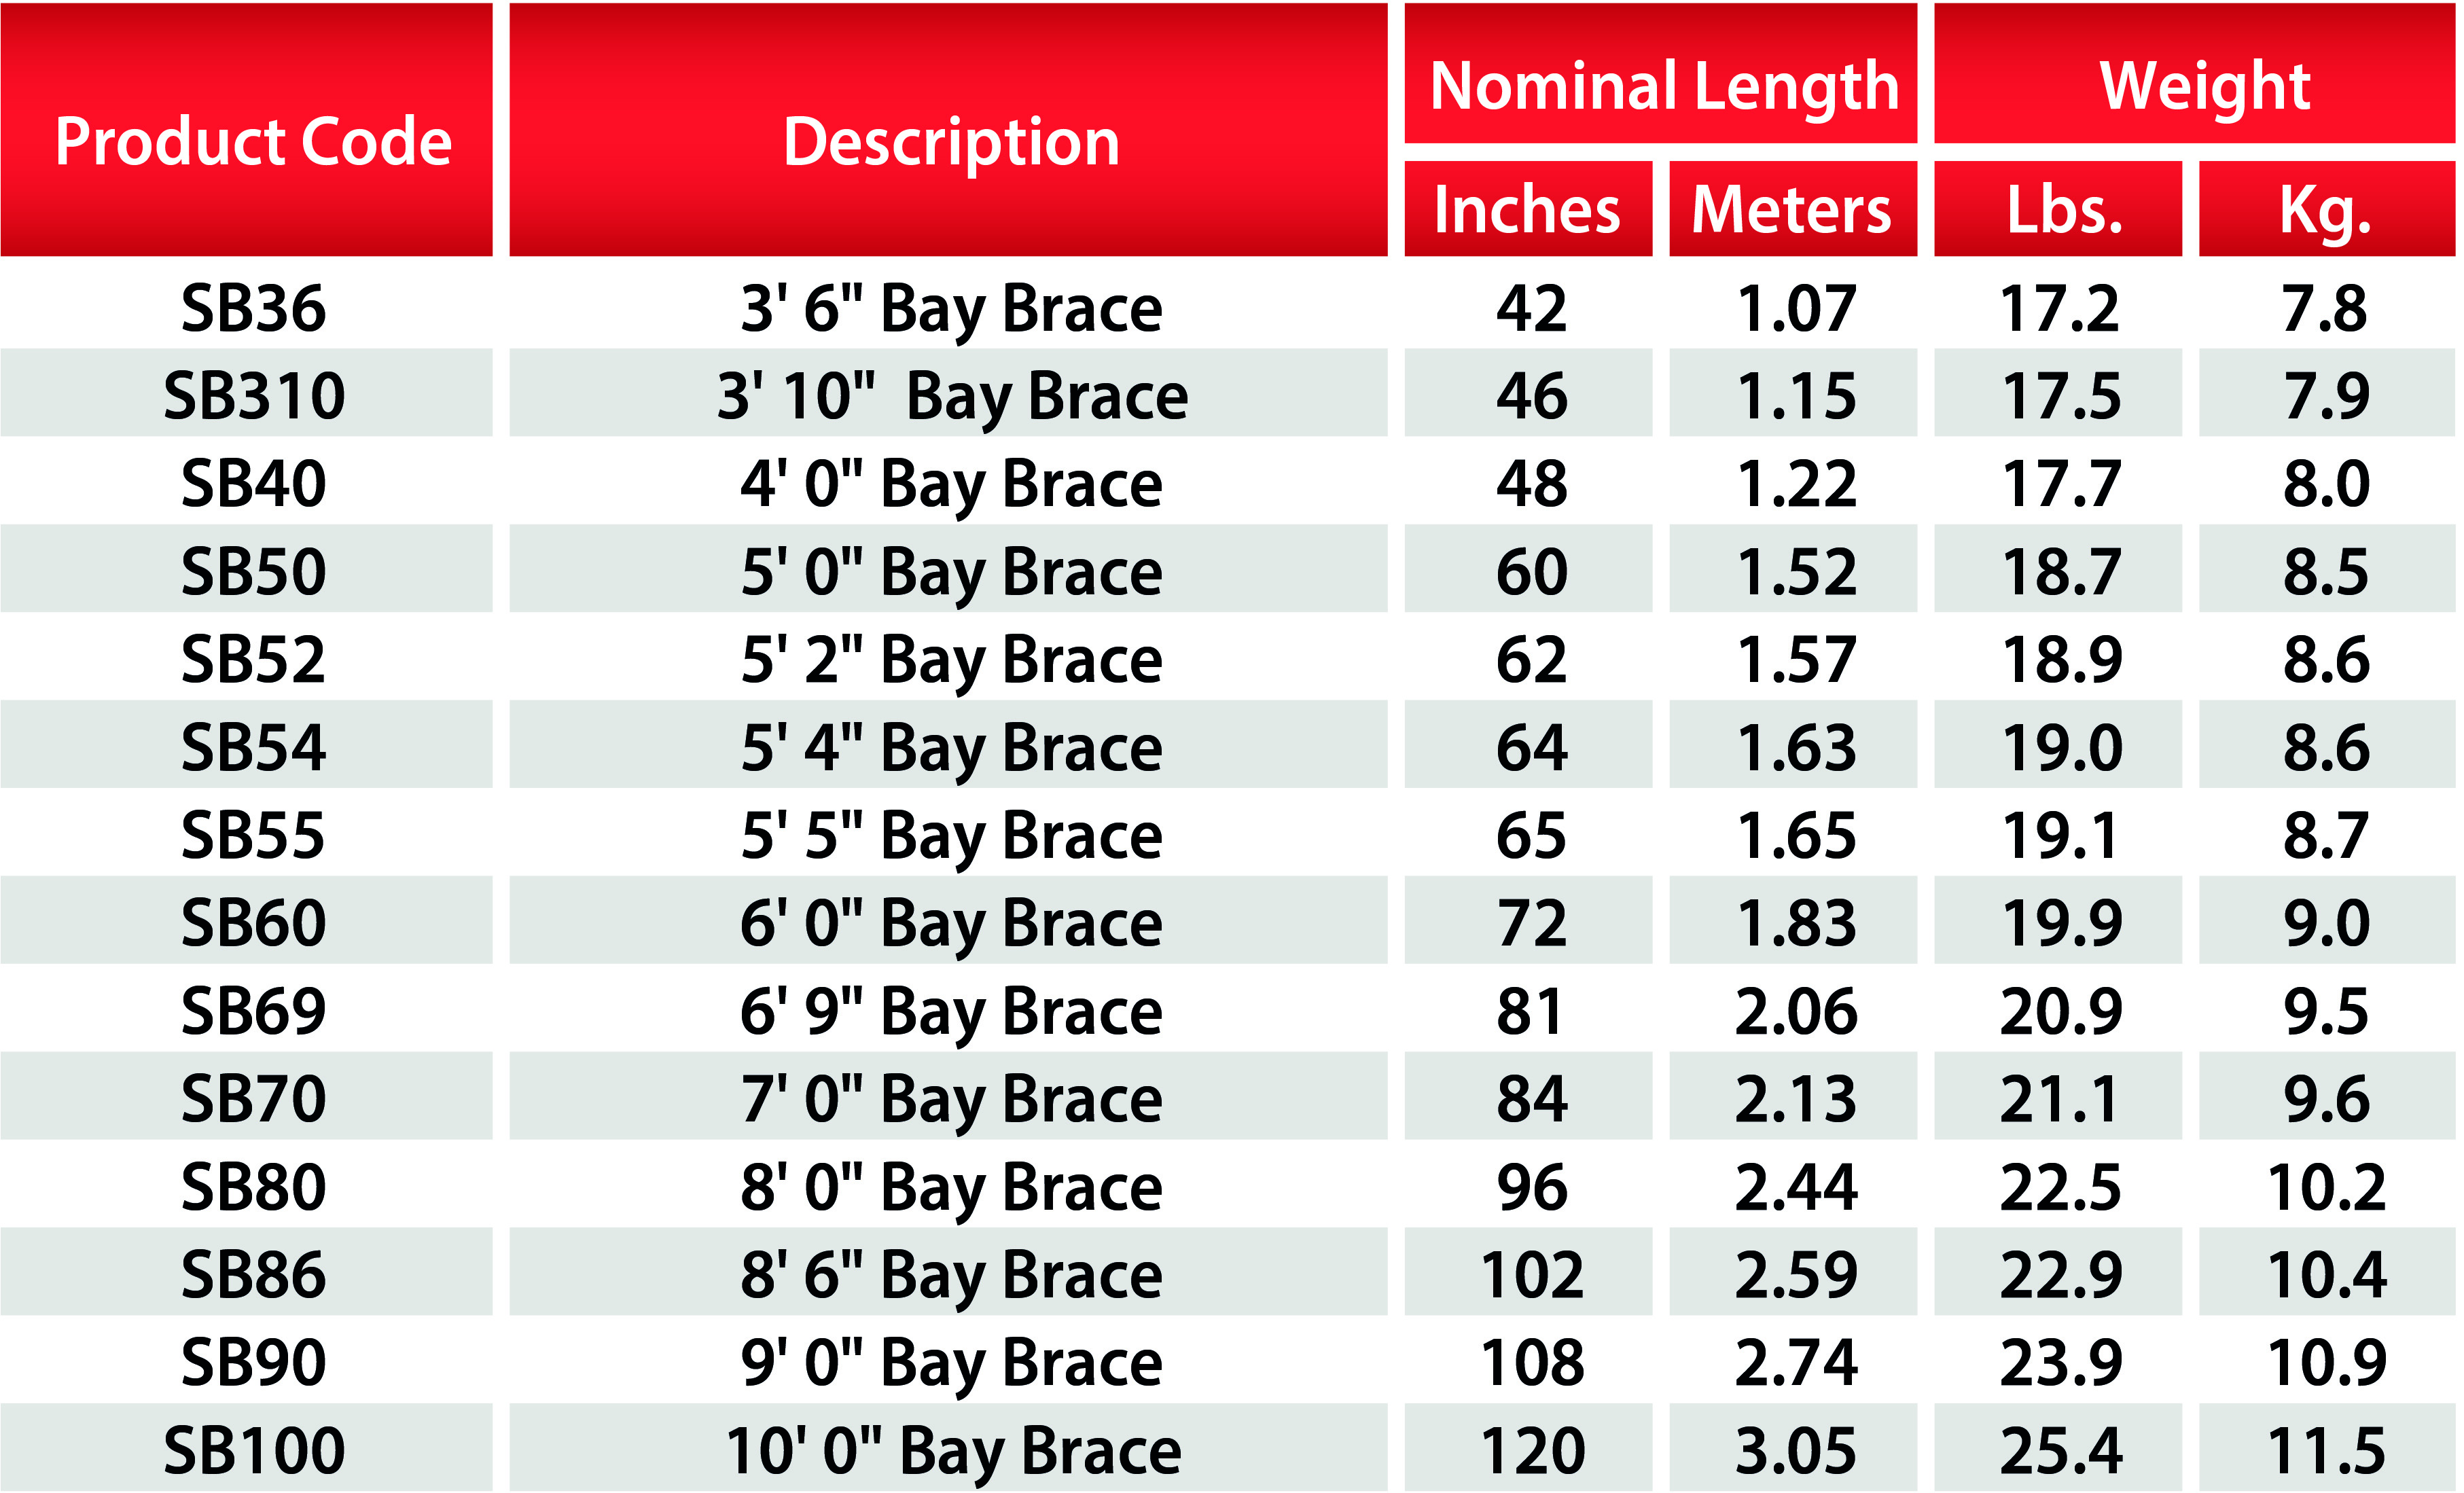 Product Code Description Nominal Length Weight
Inches Meters Lbs. Kg.
SB36 3' 6" Bay Brace 42 1.07 17.2 7.8
SB310 3' 10"  Bay Brace 46 1.15 17.5 7.9
SB40 4' 0" Bay Brace 48 1.22 17.7 8.0
SB50 5' 0" Bay Brace 60 1.52 18.7 8.5
SB52 5' 2" Bay Brace 62 1.57 18.9 8.6
SB54 5' 4" Bay Brace 64 1.63 19.0 8.6
SB55 5' 5" Bay Brace 65 1.65 19.1 8.7
SB60 6' 0" Bay Brace 72 1.83 19.9 9.0
SB69 6' 9" Bay Brace 81 2.06 20.9 9.5
SB70 7' 0" Bay Brace 84 2.13 21.1 9.6
SB80 8' 0" Bay Brace 96 2.44 22.5 10.2
SB86 8' 6" Bay Brace 102 2.59 22.9 10.4
SB90 9' 0" Bay Brace 108 2.74 23.9 10.9
SB100 10' 0" Bay Brace 120 3.05 25.4 11.5